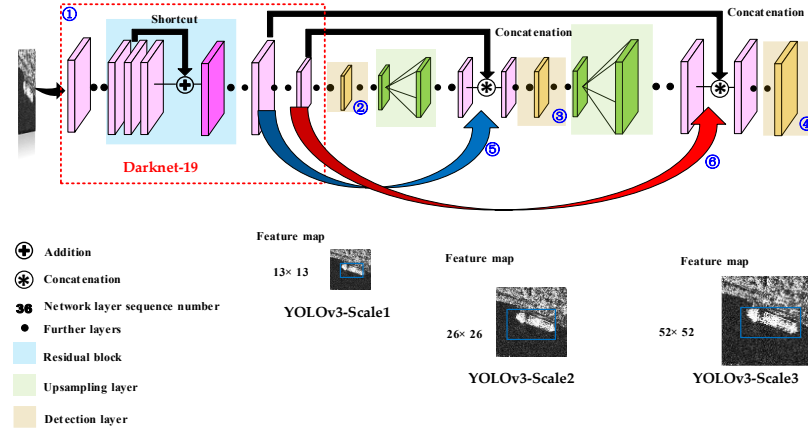 ①
Shortcut
Concatenation
Concatenation
②
③
④
⑤
⑥
Darknet-19
Addition
Concatenation
36 Network layer sequence number
Further layers
Residual block
Upsampling layer
Detection layer
Feature map
13× 13
YOLOv3-Scale1
Feature map
26× 26
YOLOv3-Scale2
Feature map
52× 52
YOLOv3-Scale3